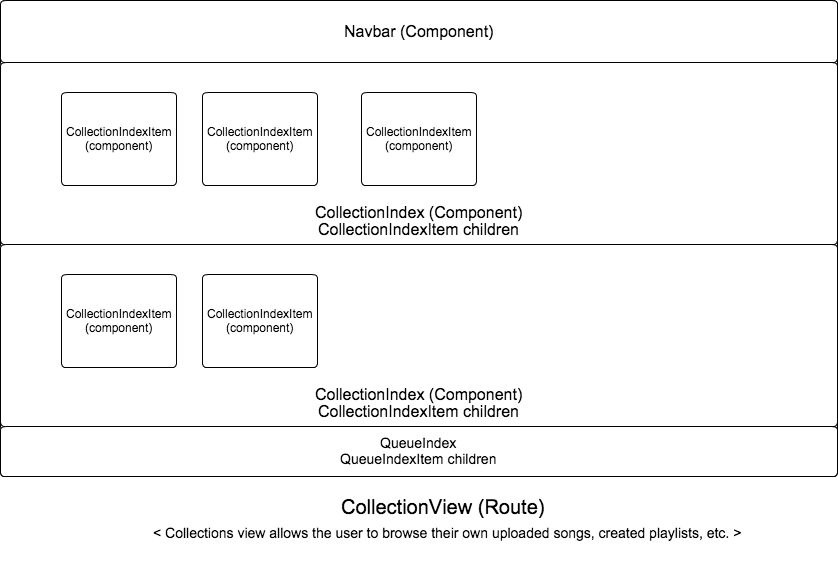 Navbar (Component)
CollectionIndexItem
(component)
CollectionIndexItem
(component)
CollectionIndexItem
(component)
CollectionIndex (Component)
CollectionIndexItem children
CollectionIndexItem
(component)
CollectionIndexItem
(component)
CollectionIndex (Component)
CollectionIndexItem children
QueueIndex
QueueIndexItem children
CollectionView (Route)
< Collections view allows the user to browse their own uploaded songs, created playlists, etc. >